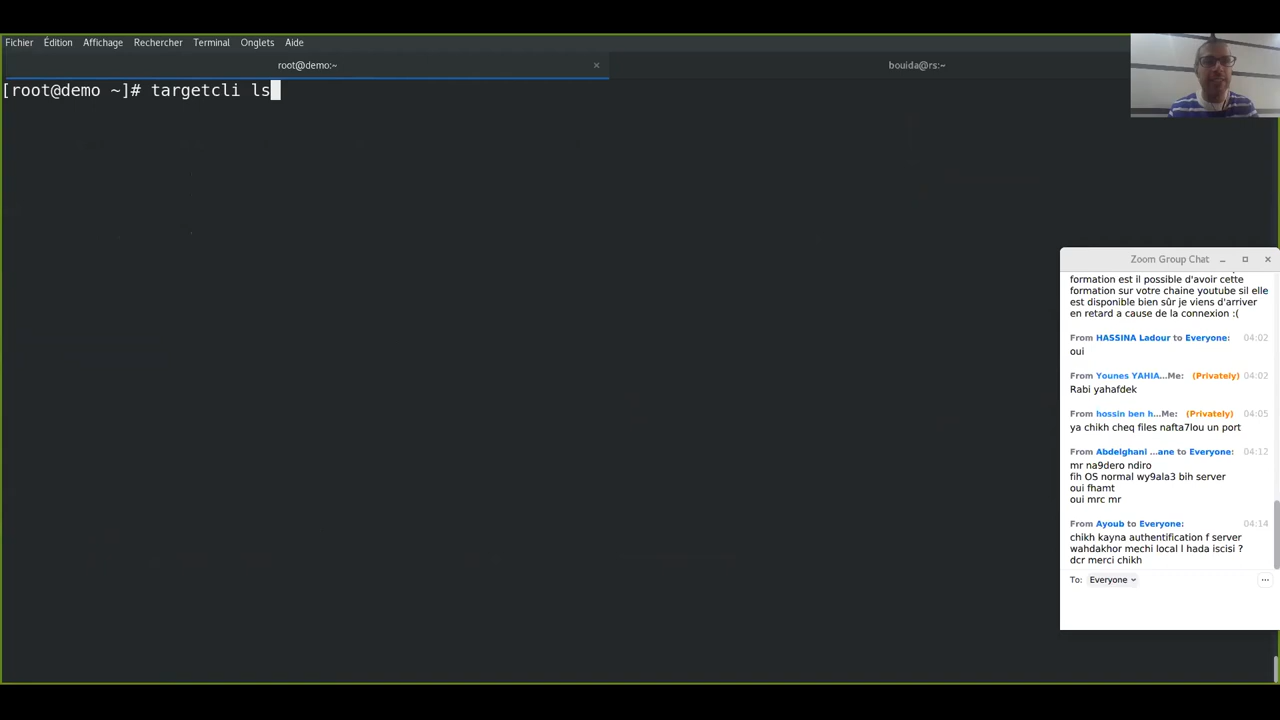 Fichier Édition Affichage Rechercher Terminal Onglets Aide
root@demo:~ × bouida@rs:~
[root@demo ~]# targetcli ls
Zoom Group Chat
formation est il possible d'avoir cette
formation sur votre chaine youtube sil elle
est disponible bien sûr je viens d'arriver
en retard a cause de la connexion :(
From HASSINA Ladour to Everyone: 04:02
oui
From Younes YAHIA...Me: (Privately) 04:02
Rabi yahafdek
From hossin ben h...Me: (Privately) 04:05
ya chikh cheq files nafta7lou un port
From Abdelghani ...ane to Everyone: 04:12
mr na9dero ndiro
fih OS normal wy9ala3 bih server
oui fhamt
oui mrc mr
From Ayoub to Everyone: 04:14
chikh kayna authentification f server
wahdakhor mechi local l hada iscisi ?
dcr merci chikh
To: Everyone